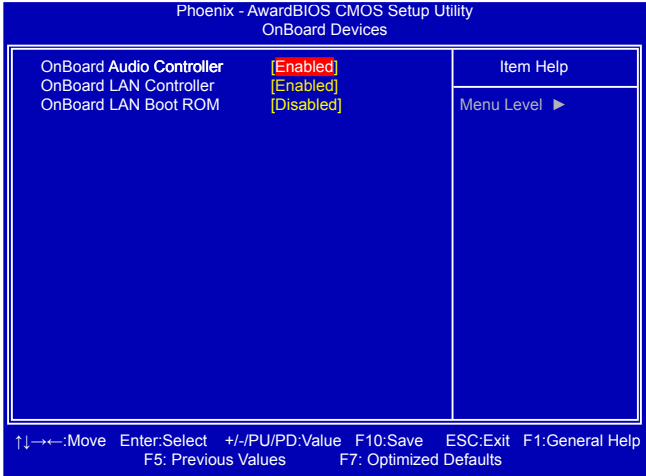 Phoenix - AwardBIOS CMOS Setup Utility
OnBoard Devices
OnBoard Audio Controller [Enabled]
OnBoard LAN Controller [Enabled]
OnBoard LAN Boot ROM [Disabled]
Item Help
Menu Level ►
↑↓→←:Move Enter:Select +/-/PU/PD:Value F10:Save ESC:Exit F1:General Help
F5: Previous Values F7: Optimized Defaults